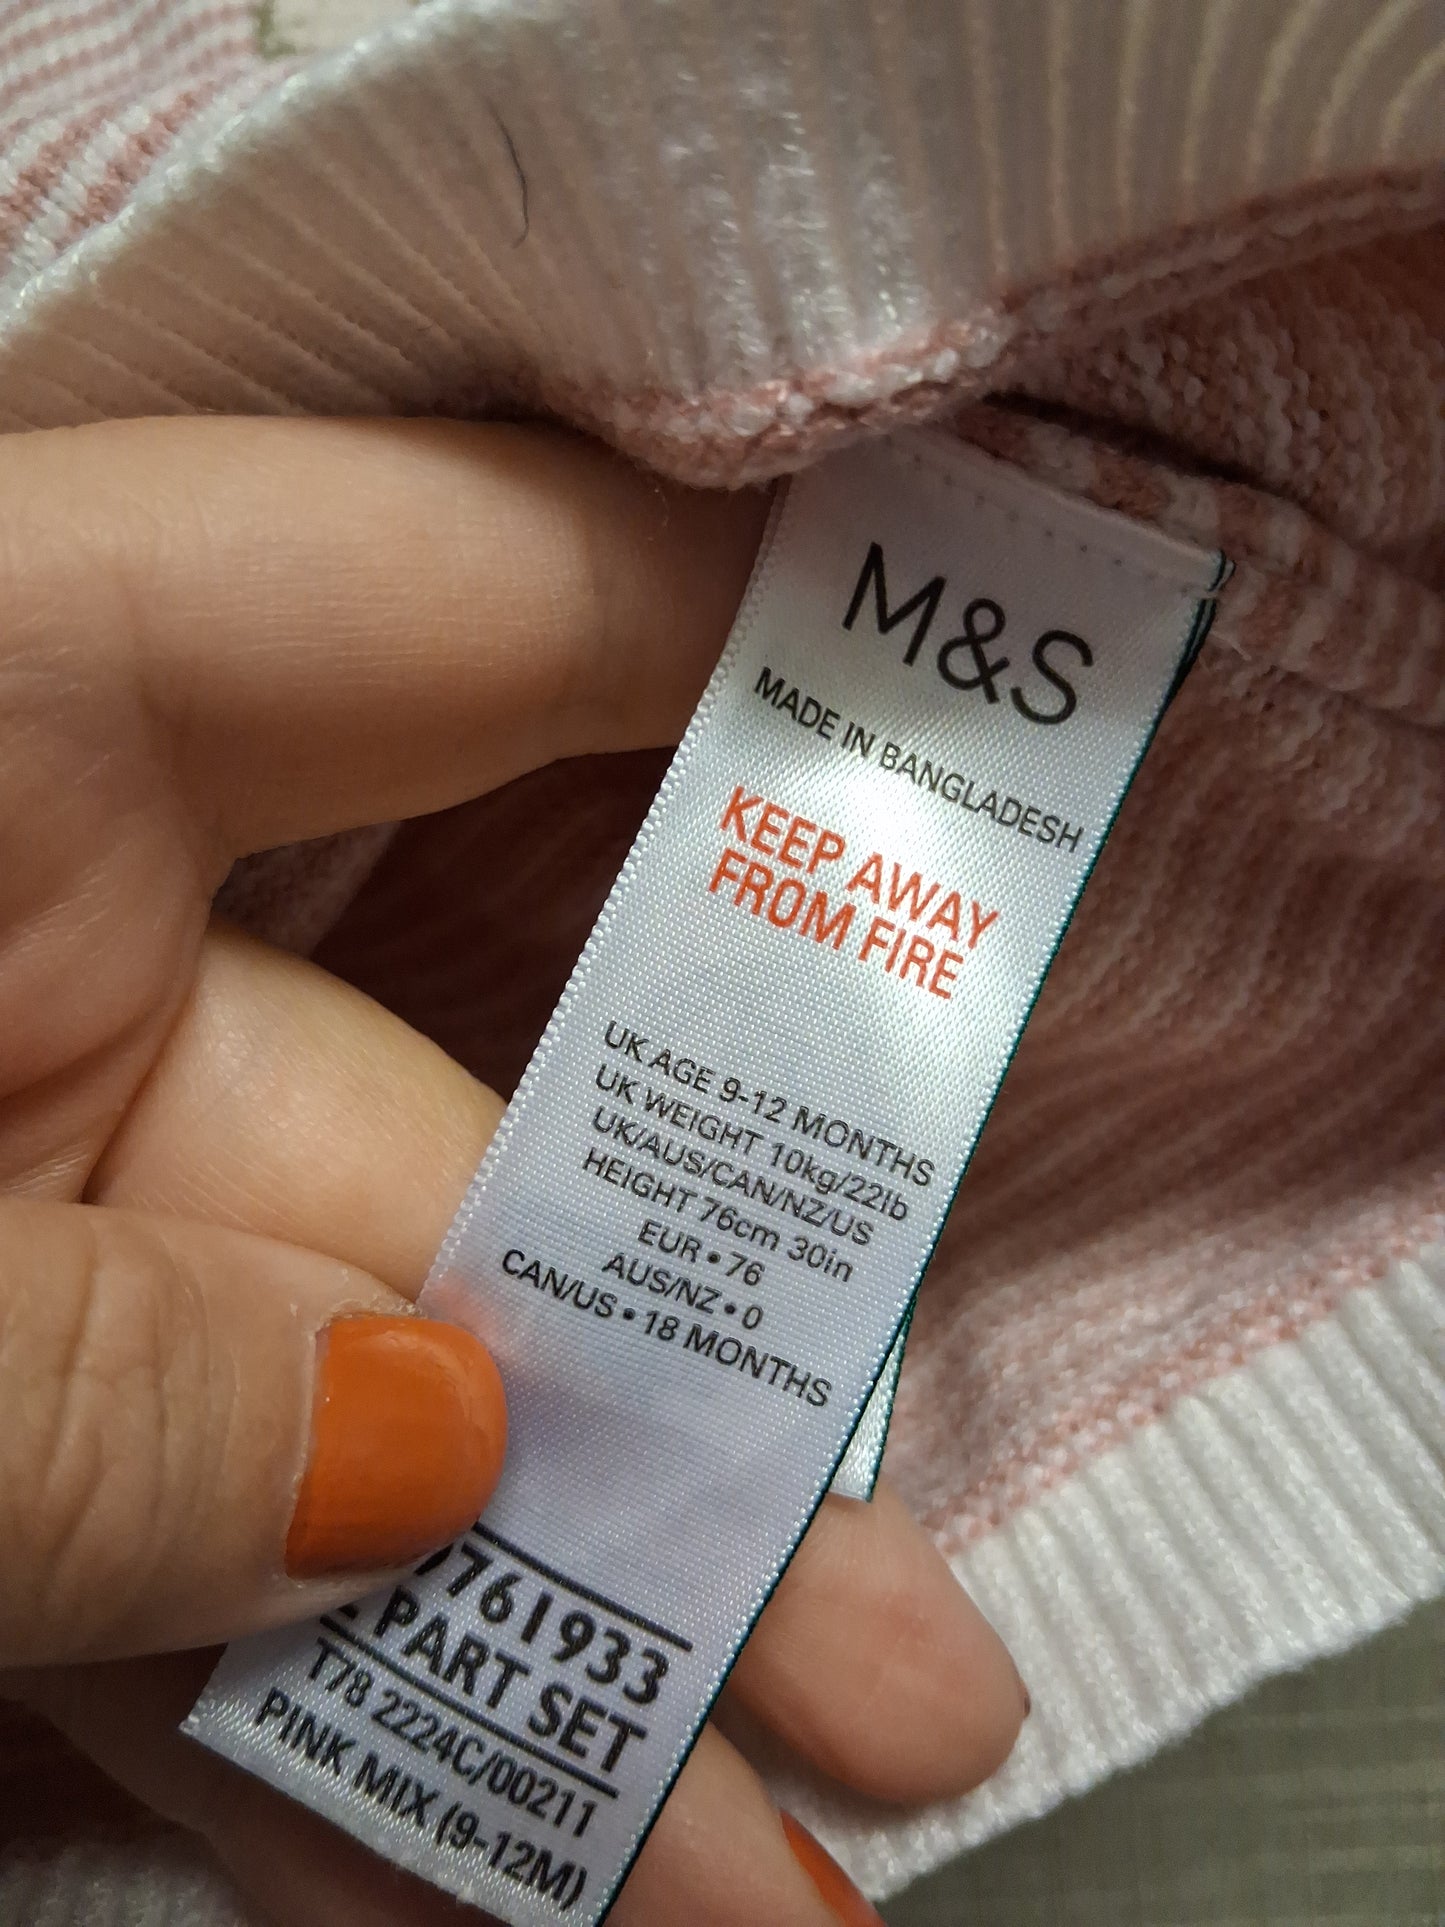 M&S
MADE IN BANGLADESH
KEEP AWAY
FROM FIRE
UK AGE 9-12 MONTHS
UK WEIGHT 10kg/22lb
UK/AUS/CAN/NZ/US
HEIGHT 76cm 30in
EUR • 76
AUS/NZ • 0
CAN/US • 18 MONTHS
761933
PART SET
T78 2224C/00211
PINK MIX (9-12M)